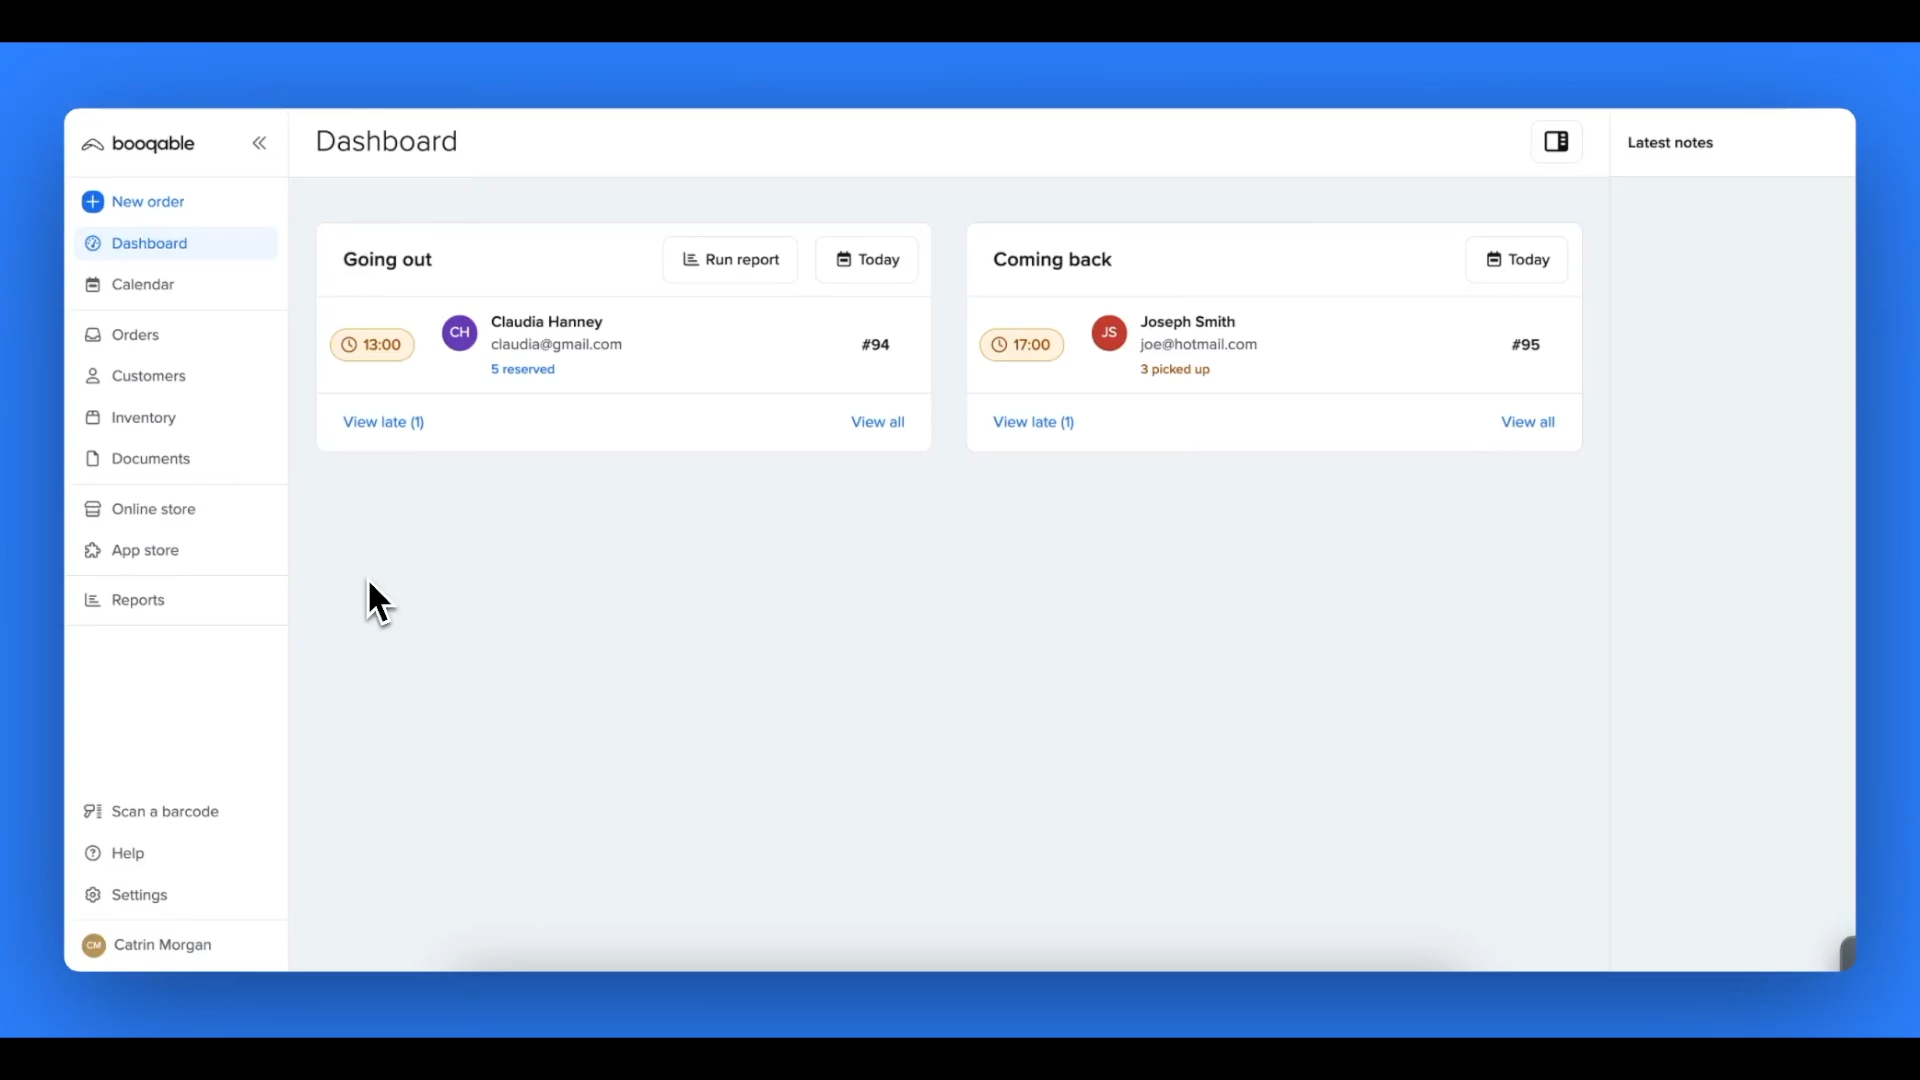 booqable
Dashboard
Latest notes
New order
Dashboard
Calendar
Orders
Customers
Inventory
Documents
Online store
App store
Reports
Scan a barcode
Help
Settings
CM Catrin Morgan
Going out
Run report
Today
13:00
CH
Claudia Hanney
claudia@gmail.com
5 reserved
#94
View late (1)
View all
Coming back
Today
17:00
JS
Joseph Smith
joe@hotmail.com
3 picked up
#95
View late (1)
View all